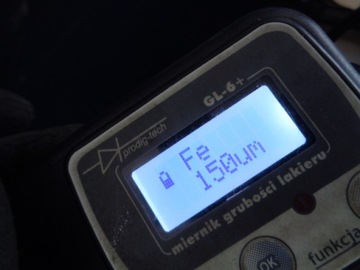 GL-6+
prodig-tech
Fe
150um
miernik grubości lakieru
OK
funkcja